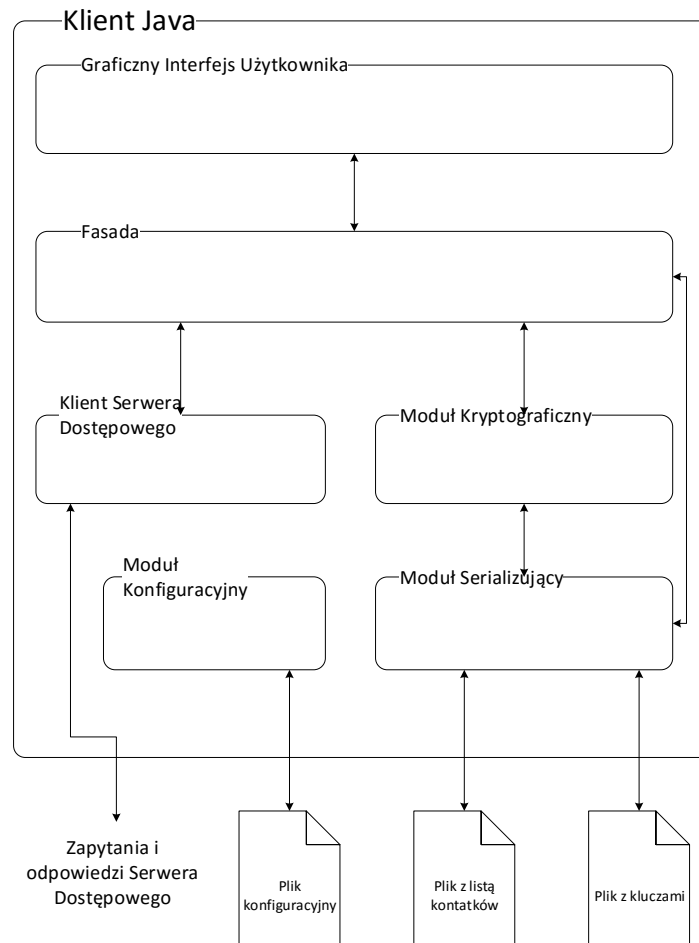 Klient Java
Graficzny Interfejs Użytkownika
Fasada
Klient Serwera
Dostępowego
Moduł Kryptograficzny
Moduł
Konfiguracyjny
Moduł Serializujący
Zapytania i
odpowiedzi Serwera
Dostępowego
Plik
konfiguracyjny
Plik z listą
kontatków
Plik z kluczami